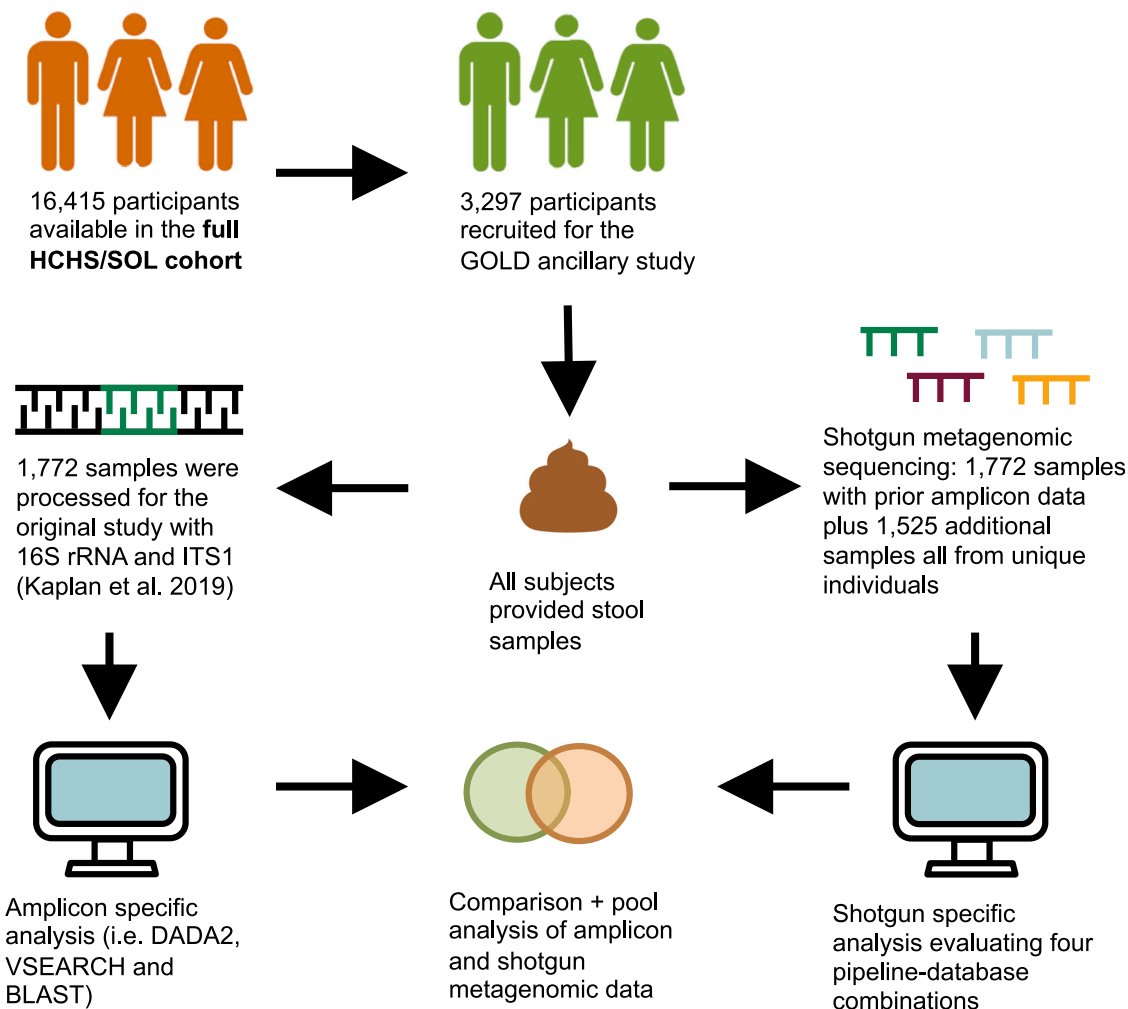 16,415 participants
available in the full
HCHS/SOL cohort
3,297 participants
recruited for the
GOLD ancillary study
1,772 samples were
processed for the
original study with
16S rRNA and ITS1
(Kaplan et al. 2019)
All subjects
provided stool
samples
Shotgun metagenomic
sequencing: 1,772 samples
with prior amplicon data
plus 1,525 additional
samples all from unique
individuals
Amplicon specific
analysis (i.e. DADA2,
VSEARCH and
BLAST)
Comparison + pool
analysis of amplicon
and shotgun
metagenomic data
Shotgun specific
analysis evaluating four
pipeline-database
combinations